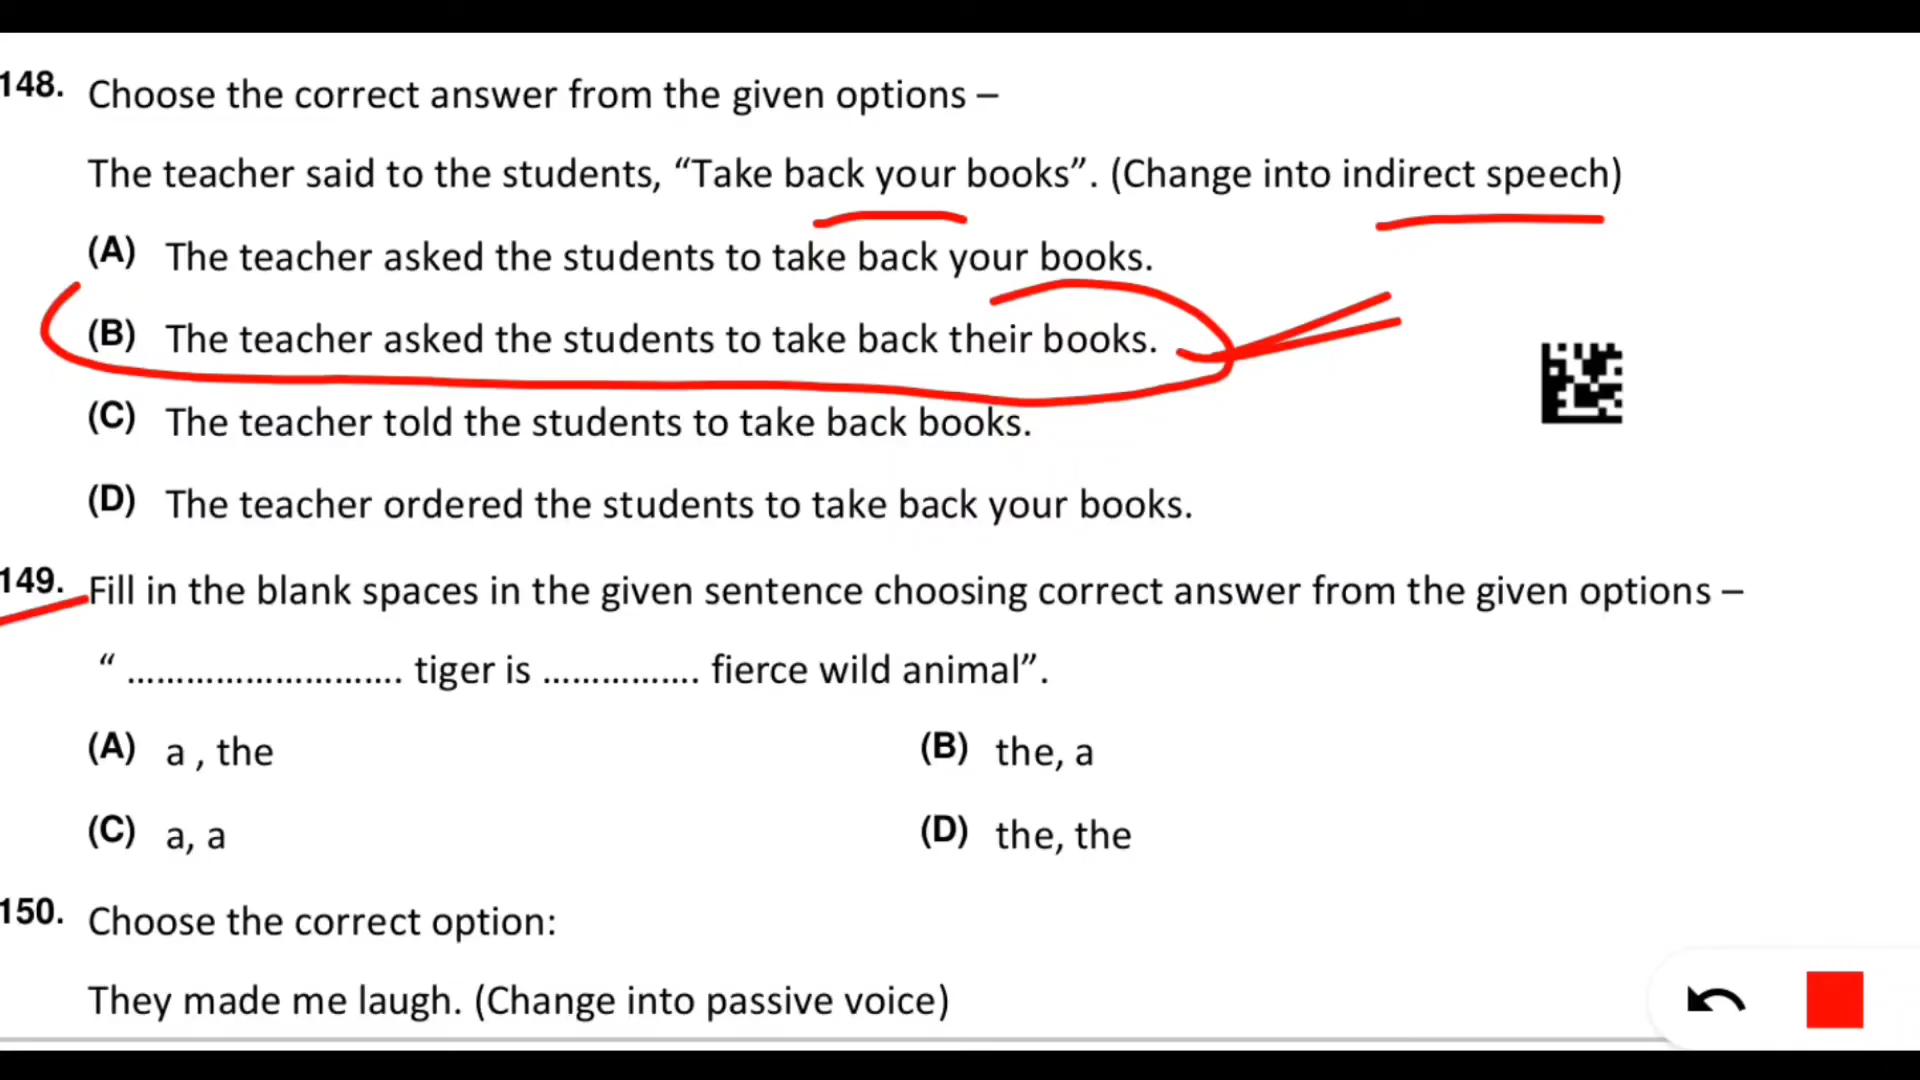 148. Choose the correct answer from the given options –
The teacher said to the students, “Take back your books”. (Change into indirect speech)
(A) The teacher asked the students to take back your books.
(B) The teacher asked the students to take back their books.
(C) The teacher told the students to take back books.
(D) The teacher ordered the students to take back your books.
149. Fill in the blank spaces in the given sentence choosing correct answer from the given options –
“ ........................... tiger is ................ fierce wild animal”.
(A) a , the (B) the, a
(C) a, a (D) the, the
150. Choose the correct option:
They made me laugh. (Change into passive voice)